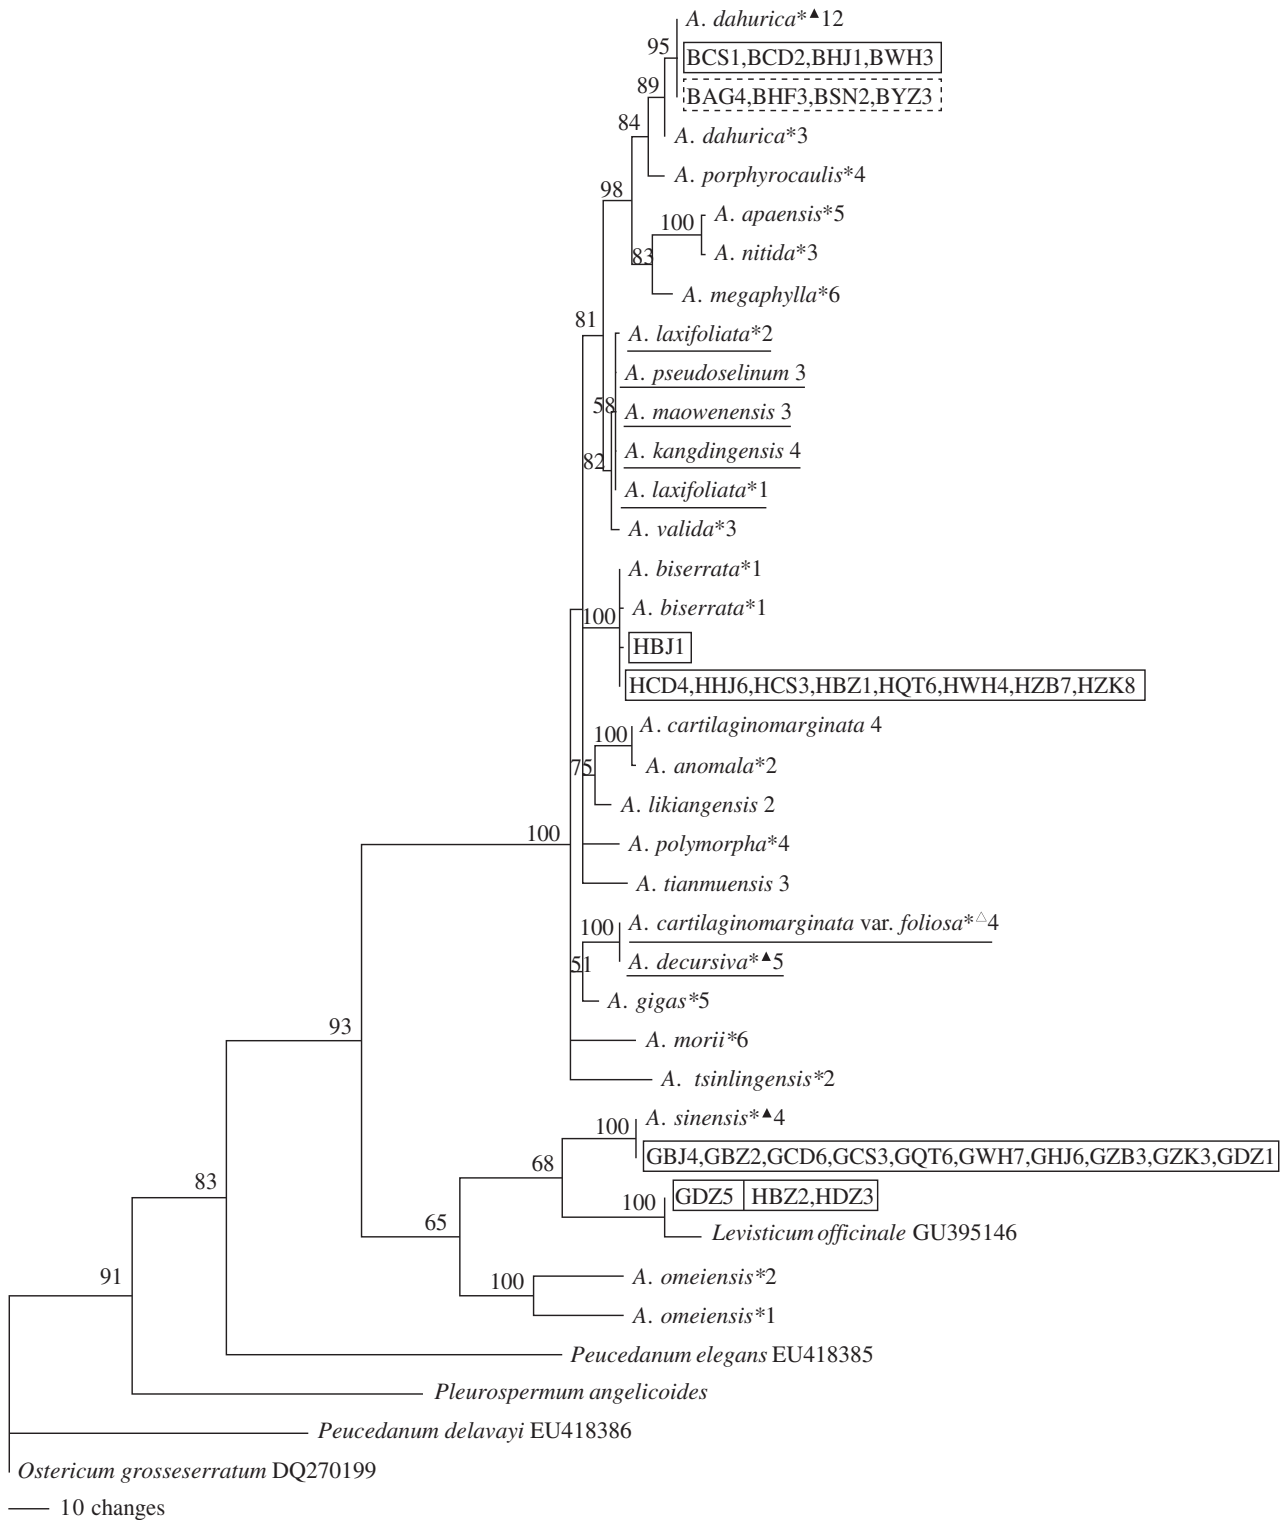 A. dahurica*▲12
95
BCS1,BCD2,BHJ1,BWH3
89
BAG4,BHF3,BSN2,BYZ3
84
A. dahurica*3
A. porphyrocaulis*4
98
A. apaensis*5
100
A. nitida*3
83
A. megaphylla*6
81
A. laxifoliata*2
A. pseudoselinum 3
58
A. maowenensis 3
A. kangdingensis 4
82
A. laxifoliata*1
A. valida*3
A. biserrata*1
A. biserrata*1
100
HBJ1
HCD4,HHJ6,HCS3,HBZ1,HQT6,HWH4,HZB7,HZK8
A. cartilaginomarginata 4
100
A. anomala*2
75
A. likiangensis 2
100
A. polymorpha*4
A. tianmuensis 3
A. cartilaginomarginata var. foliosa*△4
100
A. decursiva*▲5
51
A. gigas*5
93
A. morii*6
A. tsinlingensis*2
A. sinensis*▲4
100
GBJ4,GBZ2,GCD6,GCS3,GQT6,GWH7,GHJ6,GZB3,GZK3,GDZ1
68
83
GDZ5 HBZ2,HDZ3
100
65
Levisticum officinale GU395146
91
A. omeiensis*2
100
A. omeiensis*1
Peucedanum elegans EU418385
Pleurospermum angelicoides
Peucedanum delavayi EU418386
Ostericum grosseserratum DQ270199
10 changes